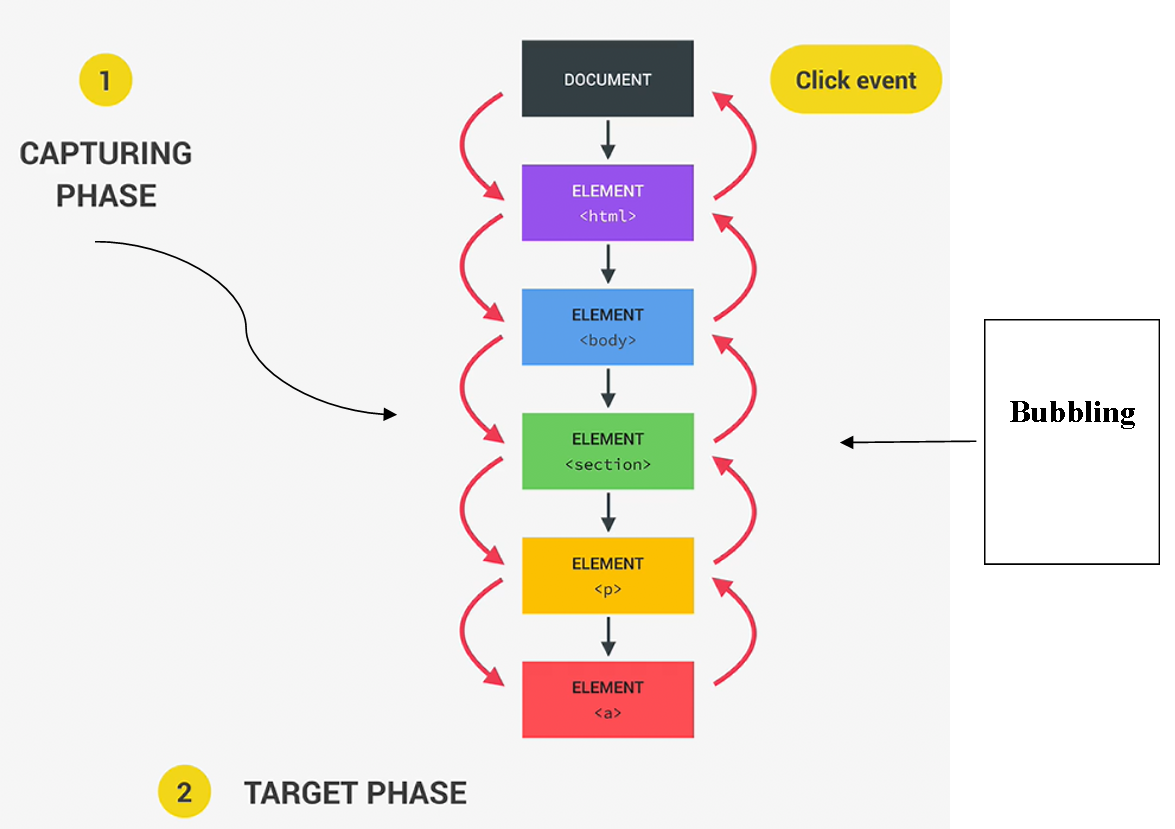 1
CAPTURING
PHASE
DOCUMENT
Click event
ELEMENT
<html>
ELEMENT
<body>
ELEMENT
<section>
ELEMENT
<p>
ELEMENT
<a>
Bubbling
2
TARGET PHASE